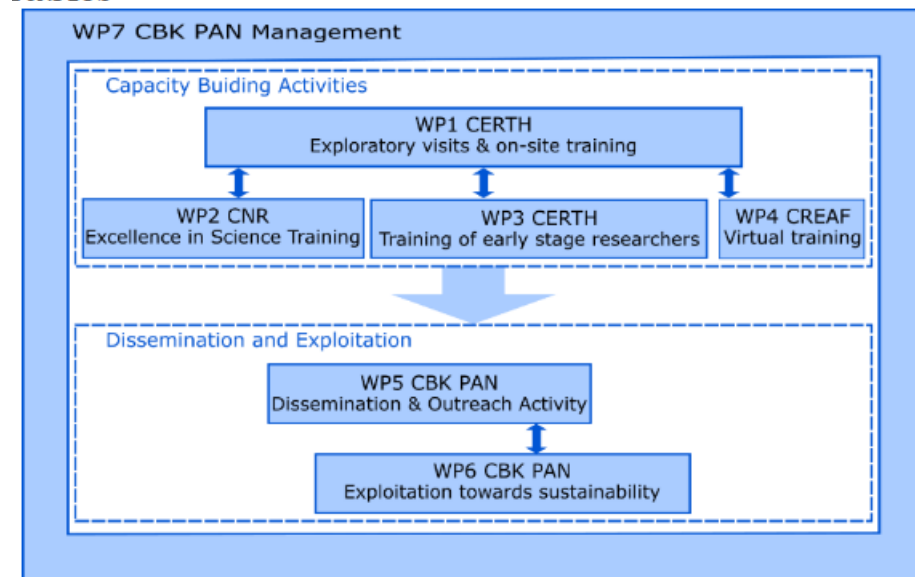 WP7 CBK PAN Management
Capacity Buiding Activities
WP1 CERTH
Exploratory visits & on-site training
WP2 CNR
Excellence in Science Training
WP3 CERTH
Training of early stage researchers
WP4 CREAF
Virtual training
Dissemination and Exploitation
WP5 CBK PAN
Dissemination & Outreach Activity
WP6 CBK PAN
Exploitation towards sustainability